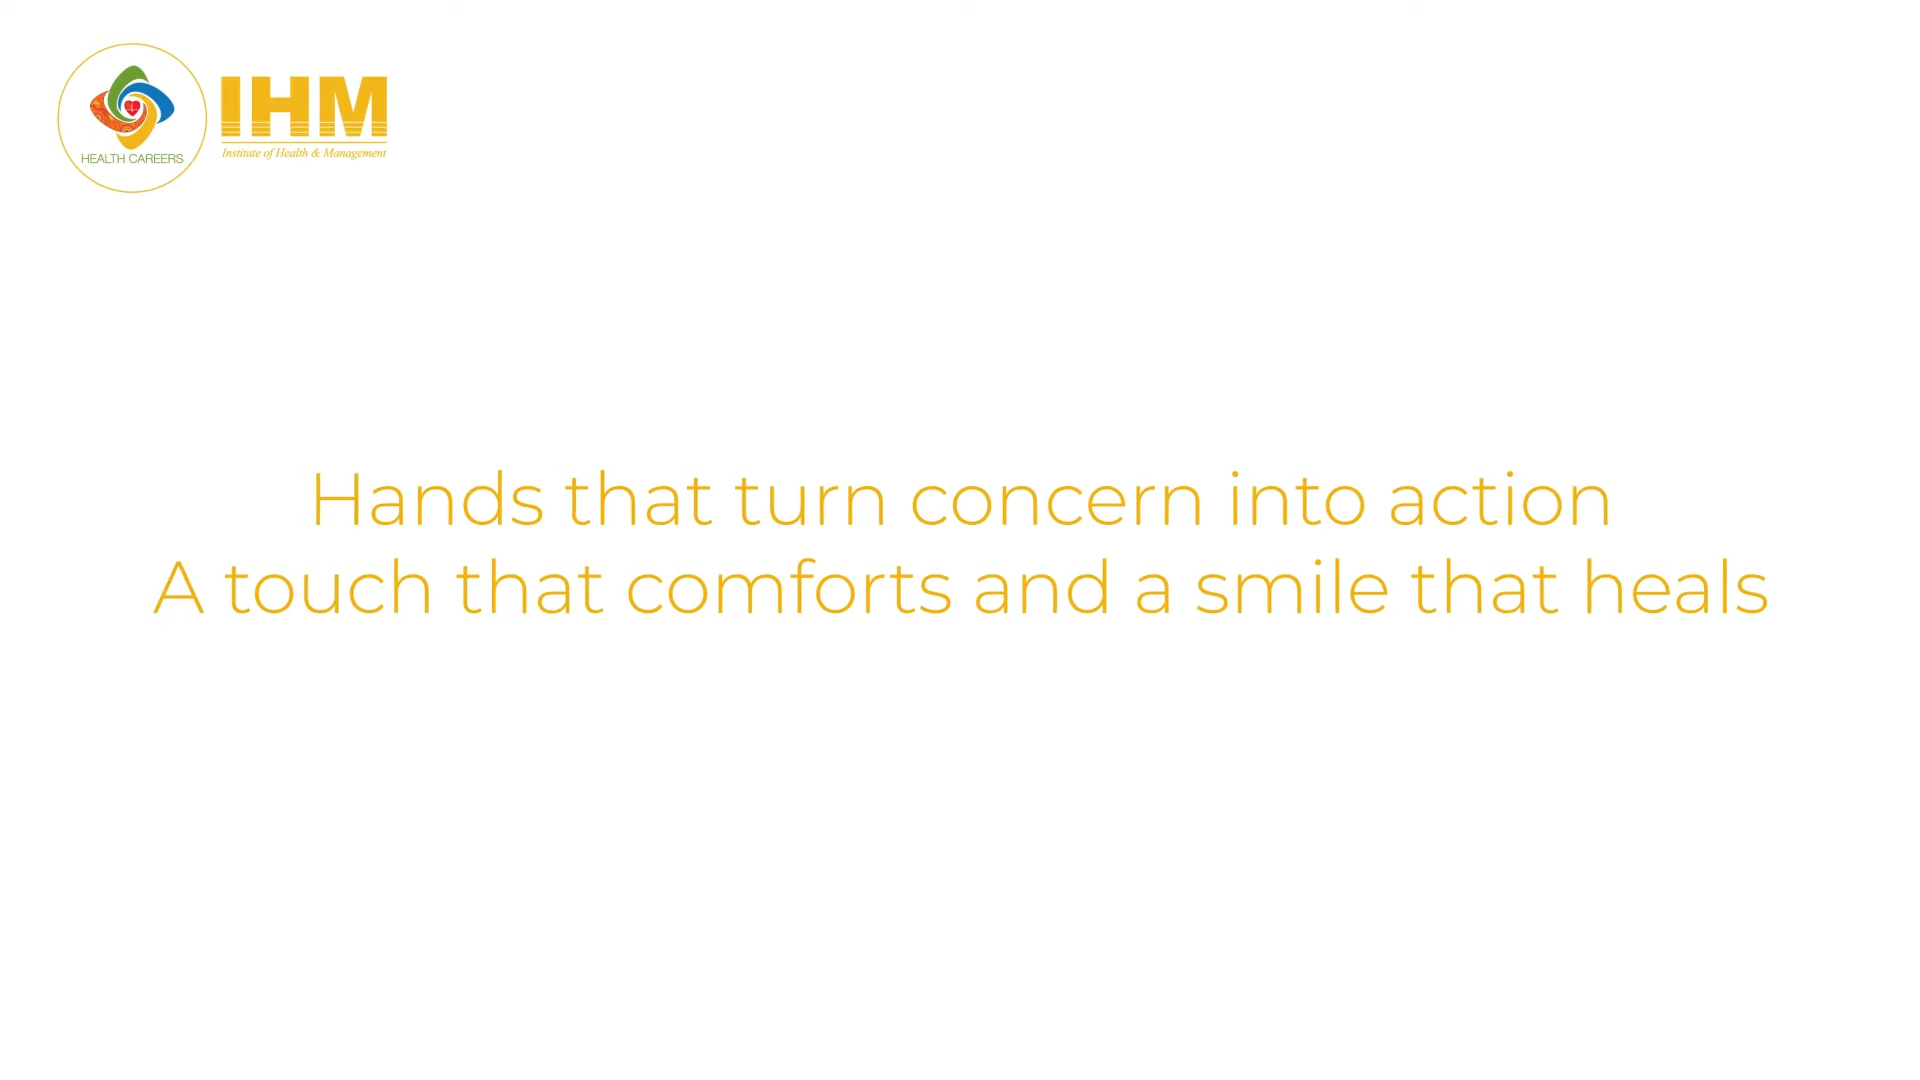 HEALTH CAREERS
IHM
Institute of Health & Management
Hands that turn concern into action
A touch that comforts and a smile that heals